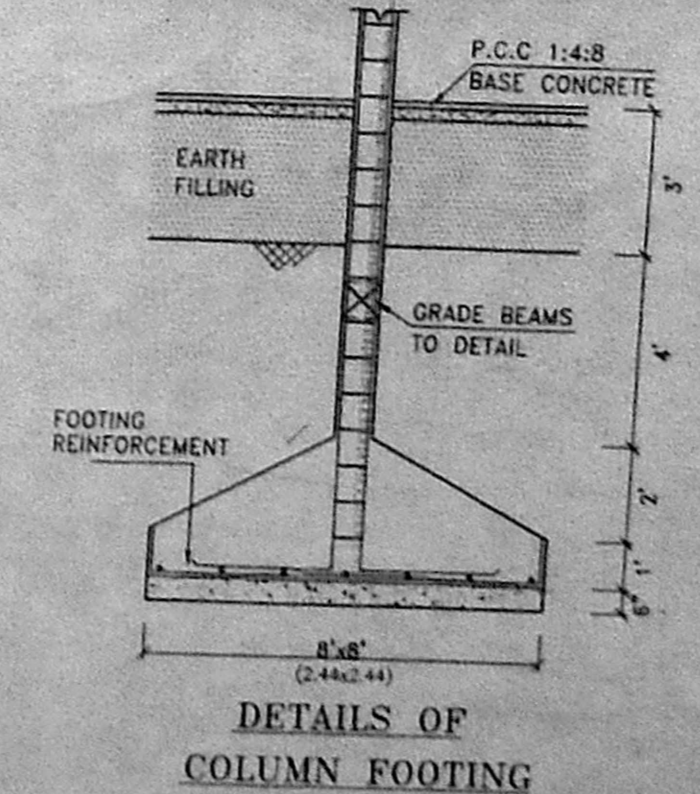 P.C.C 1:4:8
BASE CONCRETE
EARTH
FILLING
3'
GRADE BEAMS
TO DETAIL
4'
FOOTING
REINFORCEMENT
2'
1'
6"
8'x8'
(2.44x2.44)
DETAILS OF
COLUMN FOOTING